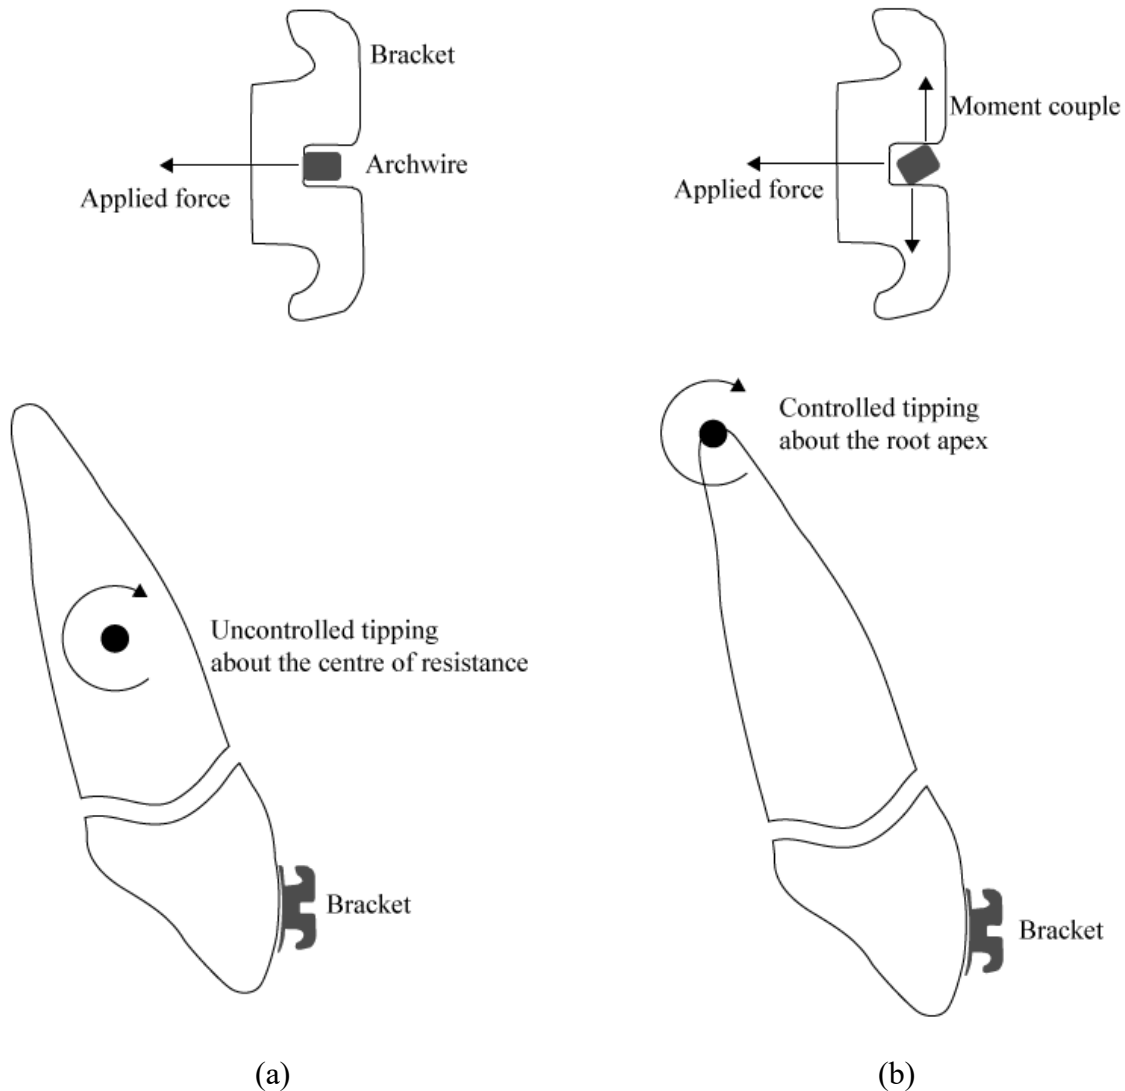 Bracket
Archwire
Applied force
Moment couple
Applied force
Uncontrolled tipping
about the centre of resistance
Bracket
Controlled tipping
about the root apex
Bracket
(a)
(b)